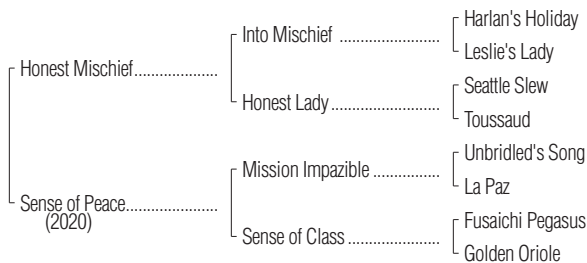 Harlan's Holiday
Into Mischief ....................
Leslie's Lady
Honest Mischief.....................
Seattle Slew
Honest Lady.......................
Toussaud
Unbridled's Song
Mission Impazible ..............
La Paz
Sense of Peace.......................
(2020)
Fusaichi Pegasus
Sense of Class ....................
Golden Oriole